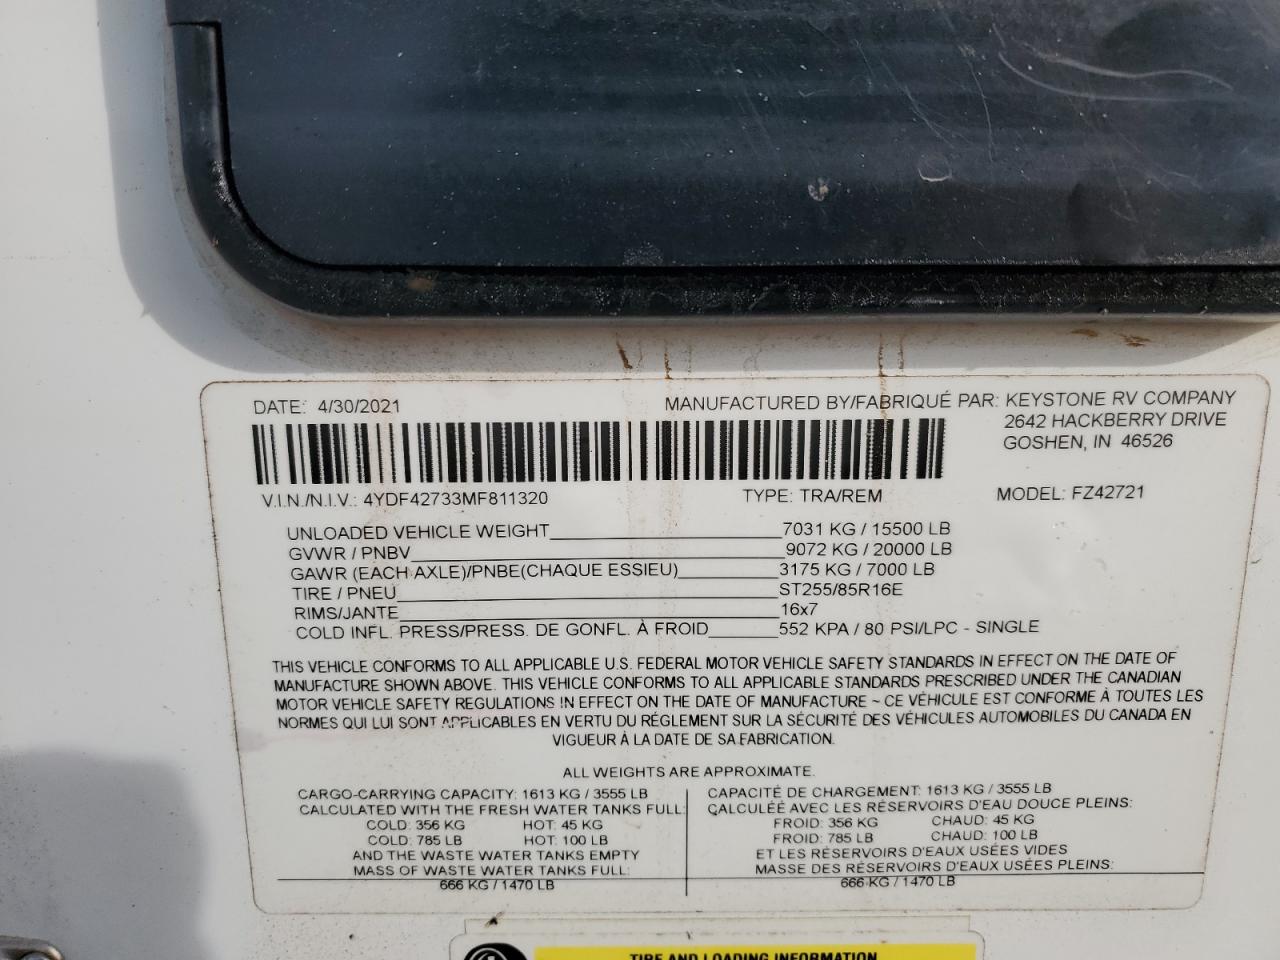 DATE: 4/30/2021
MANUFACTURED BY/FABRIQUÉ PAR: KEYSTONE RV COMPANY
2642 HACKBERRY DRIVE
GOSHEN, IN 46526
V.I.N./N.I.V.: 4YDF42733MF811320 TYPE: TRA/REM MODEL: FZ42721
UNLOADED VEHICLE WEIGHT 7031 KG / 15500 LB
GVWR / PNBV 9072 KG / 20000 LB
GAWR (EACH AXLE)/PNBE(CHAQUE ESSIEU) 3175 KG / 7000 LB
TIRE / PNEU ST255/85R16E
RIMS/JANTE 16x7
COLD INFL. PRESS/PRESS. DE GONFL. À FROID 552 KPA / 80 PSI/LPC - SINGLE
THIS VEHICLE CONFORMS TO ALL APPLICABLE U.S. FEDERAL MOTOR VEHICLE SAFETY STANDARDS IN EFFECT ON THE DATE OF
MANUFACTURE SHOWN ABOVE. THIS VEHICLE CONFORMS TO ALL APPLICABLE STANDARDS PRESCRIBED UNDER THE CANADIAN
MOTOR VEHICLE SAFETY REGULATIONS IN EFFECT ON THE DATE OF MANUFACTURE ~ CE VÉHICULE EST CONFORME À TOUTES LES
NORMES QUI LUI SONT APPLICABLES EN VERTU DU RÉGLEMENT SUR LA SÉCURITÉ DES VÉHICULES AUTOMOBILES DU CANADA EN
VIGUEUR À LA DATE DE SA FABRICATION.
ALL WEIGHTS ARE APPROXIMATE.
CARGO-CARRYING CAPACITY: 1613 KG / 3555 LB
CALCULATED WITH THE FRESH WATER TANKS FULL:
COLD: 356 KG HOT: 45 KG
COLD: 785 LB HOT: 100 LB
AND THE WASTE WATER TANKS EMPTY
MASS OF WASTE WATER TANKS FULL:
666 KG / 1470 LB
CAPACITÉ DE CHARGEMENT: 1613 KG / 3555 LB
CALCULÉE AVEC LES RÉSERVOIRS D'EAU DOUCE PLEINS:
FROID: 356 KG CHAUD: 45 KG
FROID: 785 LB CHAUD: 100 LB
ET LES RÉSERVOIRS D'EAUX USÉES VIDES
MASSE DES RÉSERVOIRS D'EAUX USÉES PLEINS:
666 KG / 1470 LB
TIRE AND LOADING INFORMATION